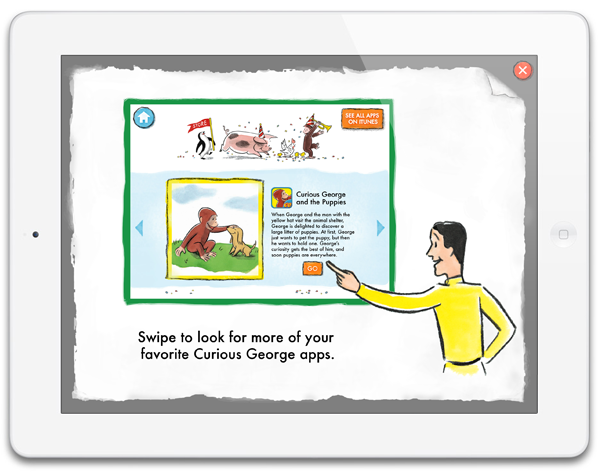 STORE
SEE ALL APPS
ON ITUNES
Curious George
and the Puppies
When George and the man with the
yellow hat visit the animal shelter,
George is delighted to discover a
large litter of puppies. At first, George
just wants to pet the puppy, but then
he wants to hold one. George's
curiosity gets the best of him, and
soon puppies are everywhere.
GO
Swipe to look for more of your
favorite Curious George apps.